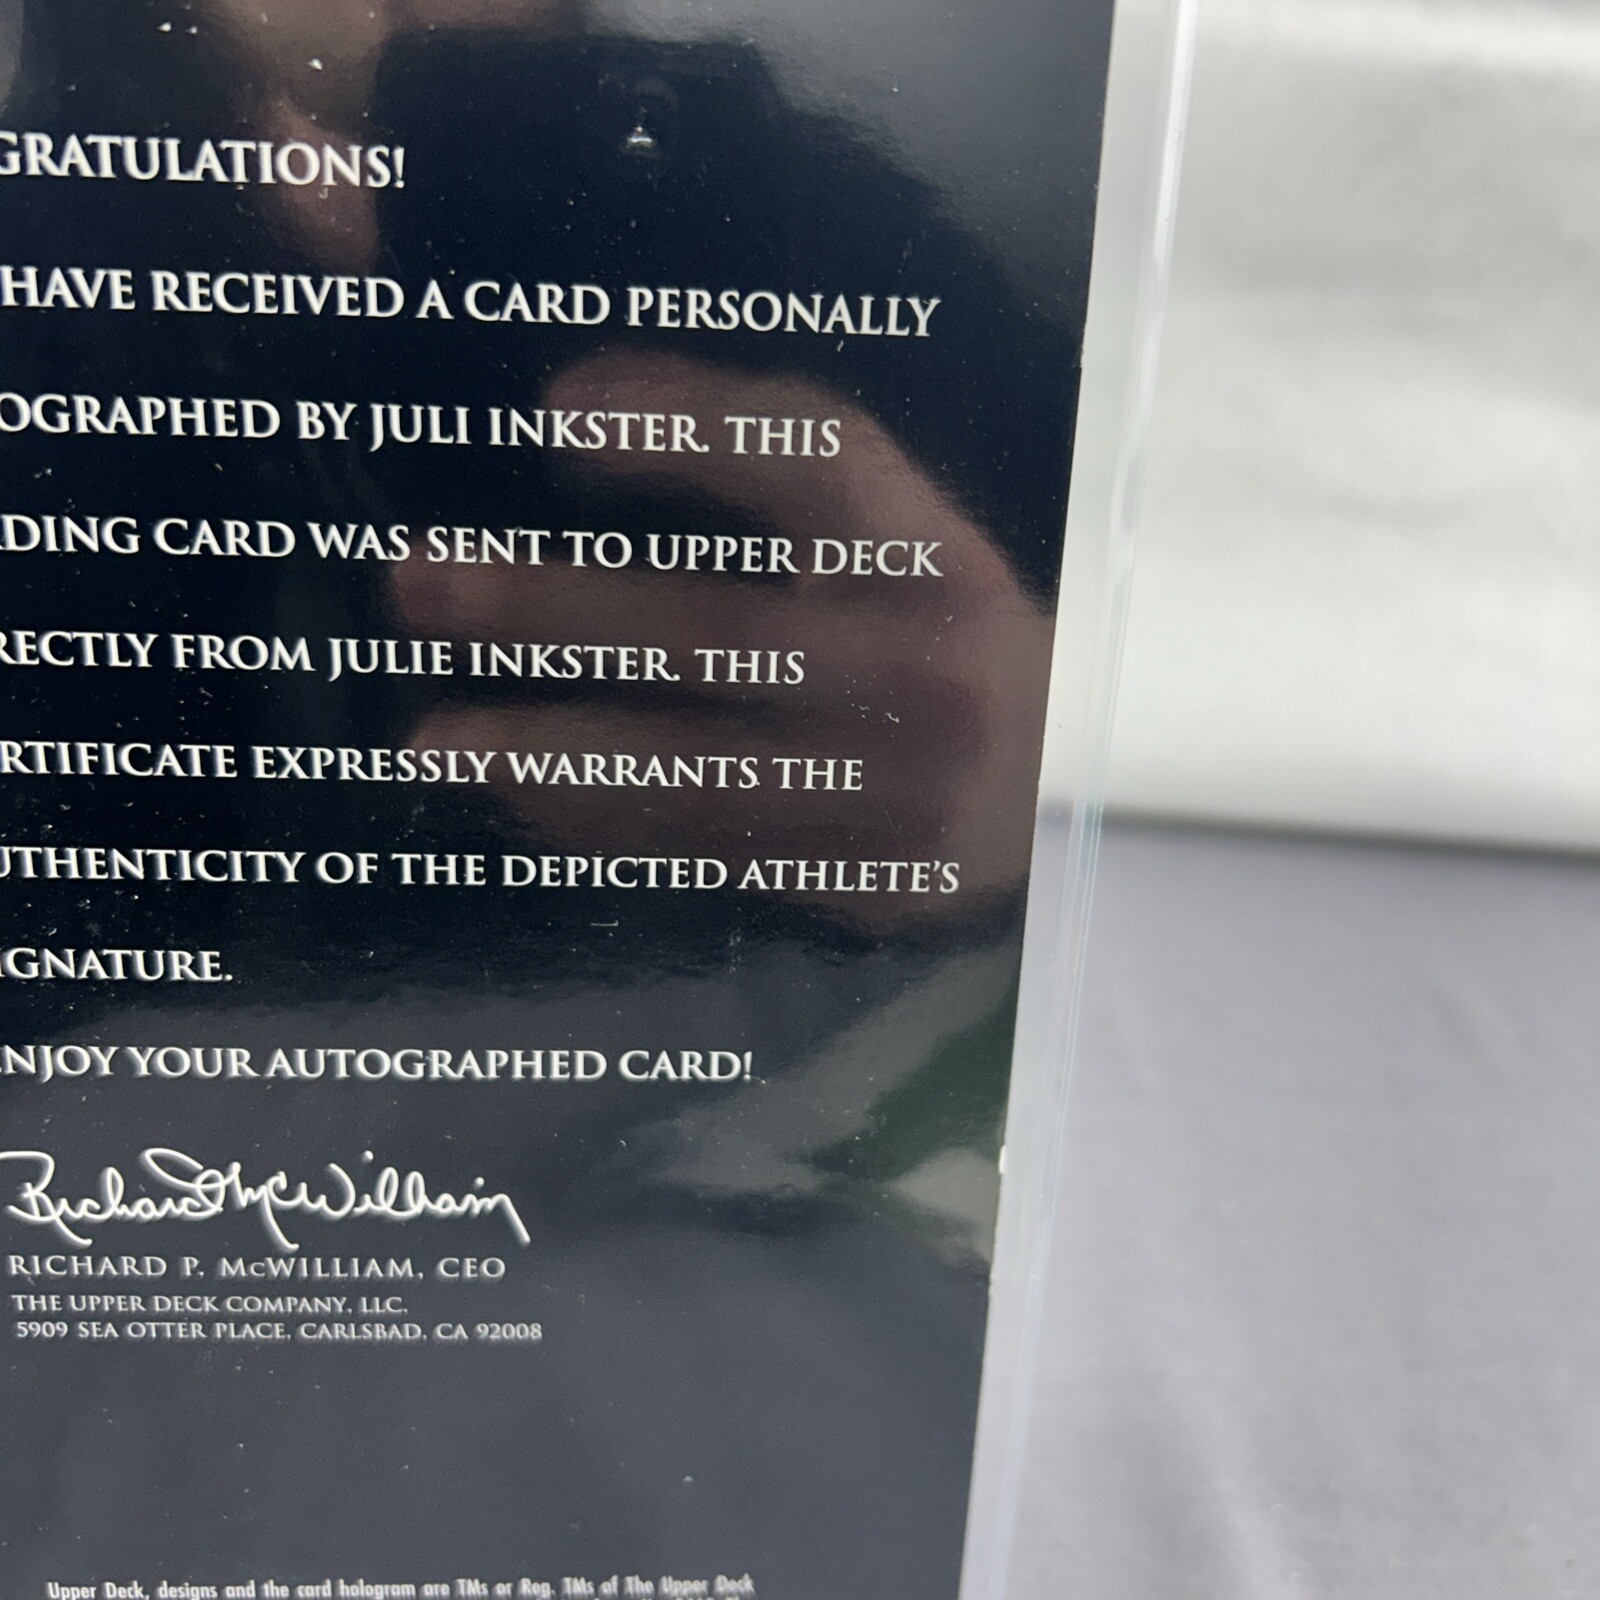 GRATULATIONS!
HAVE RECEIVED A CARD PERSONALLY
OGRAPHED BY JULI INKSTER. THIS
DING CARD WAS SENT TO UPPER DECK
RECTLY FROM JULIE INKSTER. THIS
RTIFICATE EXPRESSLY WARRANTS THE
UTHENTICITY OF THE DEPICTED ATHLETE'S
IGNATURE.
ENJOY YOUR AUTOGRAPHED CARD!
Richard McWilliam
RICHARD P. McWILLIAM, CEO
THE UPPER DECK COMPANY, LLC.
5909 SEA OTTER PLACE, CARLSBAD, CA 92008
Upper Deck, designs and the card hologram are TMs or Reg. TMs of The Upper Deck